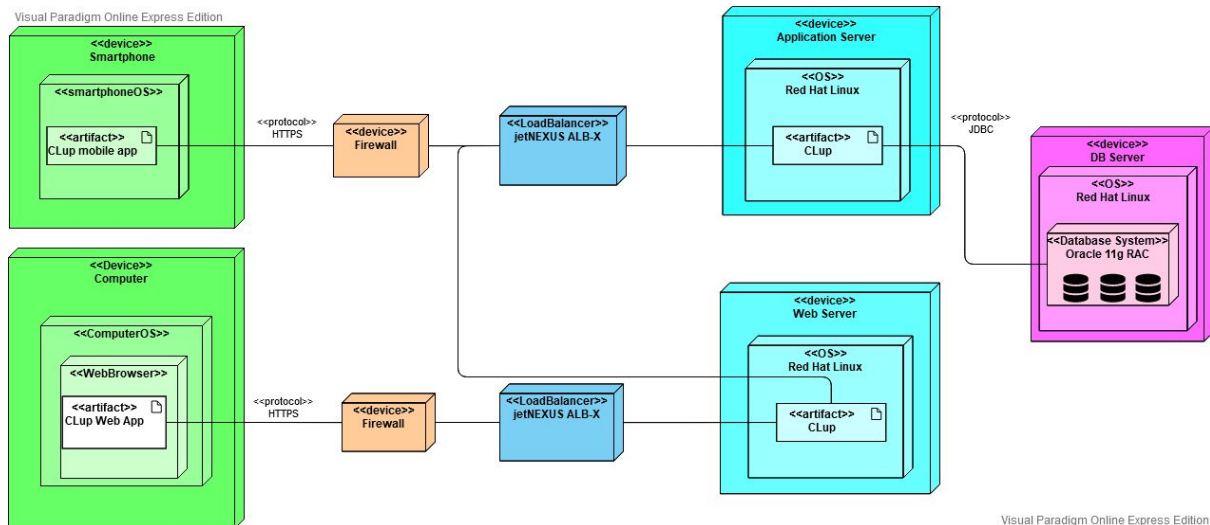 Visual Paradigm Online Express Edition
<<device>>
Smartphone
<<smartphoneOS>>
<<artifact>>
CLup mobile app
<<protocol>>
HTTPS
<<device>>
Firewall
<<LoadBalancer>>
jetNEXUS ALB-X
<<device>>
Application Server
<<OS>>
Red Hat Linux
<<artifact>>
CLup
<<protocol>>
JDBC
<<device>>
DB Server
<<OS>>
Red Hat Linux
<<Database System>>
Oracle 11g RAC
<<Device>>
Computer
<<ComputerOS>>
<<WebBrowser>>
<<artifact>>
CLup Web App
<<protocol>>
HTTPS
<<device>>
Firewall
<<LoadBalancer>>
jetNEXUS ALB-X
<<device>>
Web Server
<<OS>>
Red Hat Linux
<<artifact>>
CLup
Visual Paradigm Online Express Edition